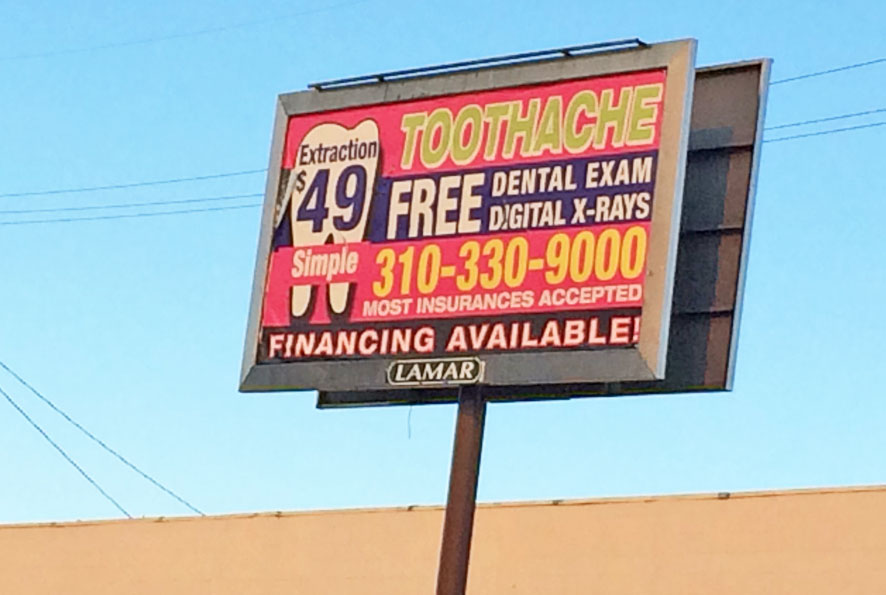 TOOTHACHE
Extraction
$49
Simple
FREE
DENTAL EXAM
DIGITAL X-RAYS
310-330-9000
MOST INSURANCES ACCEPTED
FINANCING AVAILABLE!
LAMAR